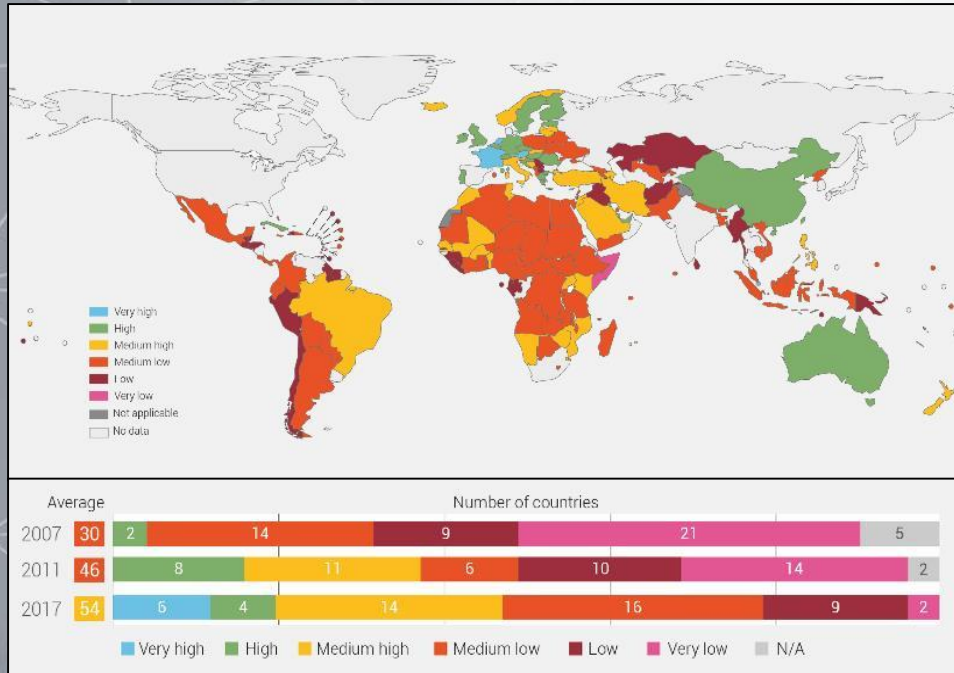 Very high
High
Medium high
Medium low
Low
Very low
Not applicable
No data
Average Number of countries
2007 30 2 14 9 21 5
2011 46 8 11 6 10 14 2
2017 54 6 4 14 16 9 2
Very high High Medium high Medium low Low Very low N/A